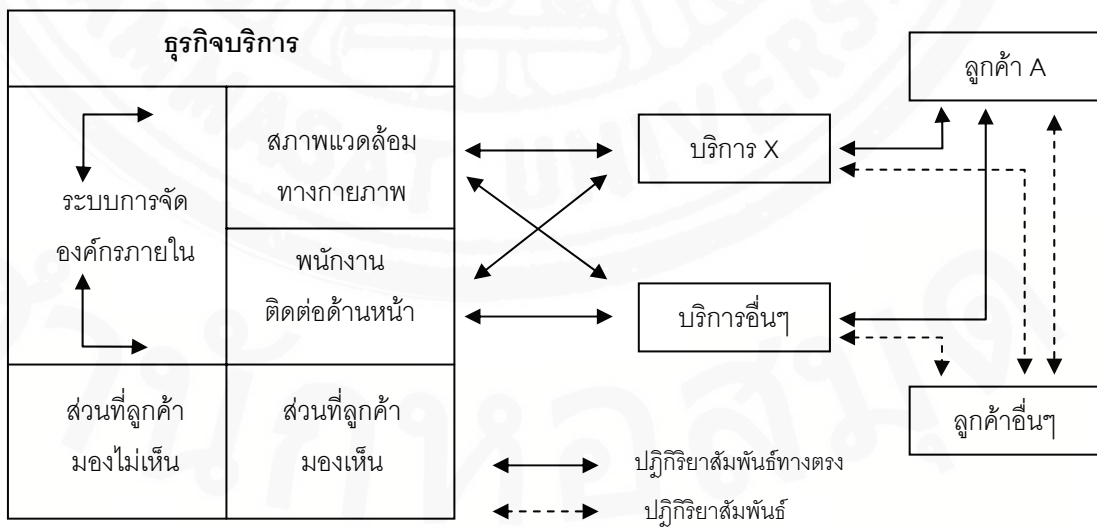 ธุรกิจบริการ
ระบบการจัด
องค์กรภายใน
สภาพแวดล้อม
ทางกายภาพ
พนักงาน
ติดต่อด้านหน้า
ส่วนที่ลูกค้า
มองไม่เห็น
ส่วนที่ลูกค้า
มองเห็น
บริการ X
บริการอื่นๆ
ลูกค้า A
ลูกค้าอื่นๆ
ปฎิกิริยาสัมพันธ์ทางตรง
ปฎิกิริยาสัมพันธ์